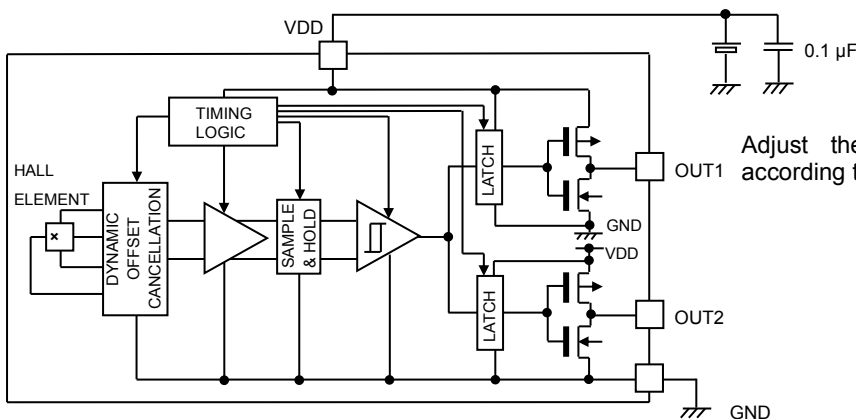 VDD
0.1 µF
TIMING
LOGIC
HALL
ELEMENT
×
DYNAMIC
OFFSET
CANCELLATION
SAMPLE
& HOLD
LATCH
OUT1
Adjust the
according t
GND
VDD
LATCH
OUT2
GND